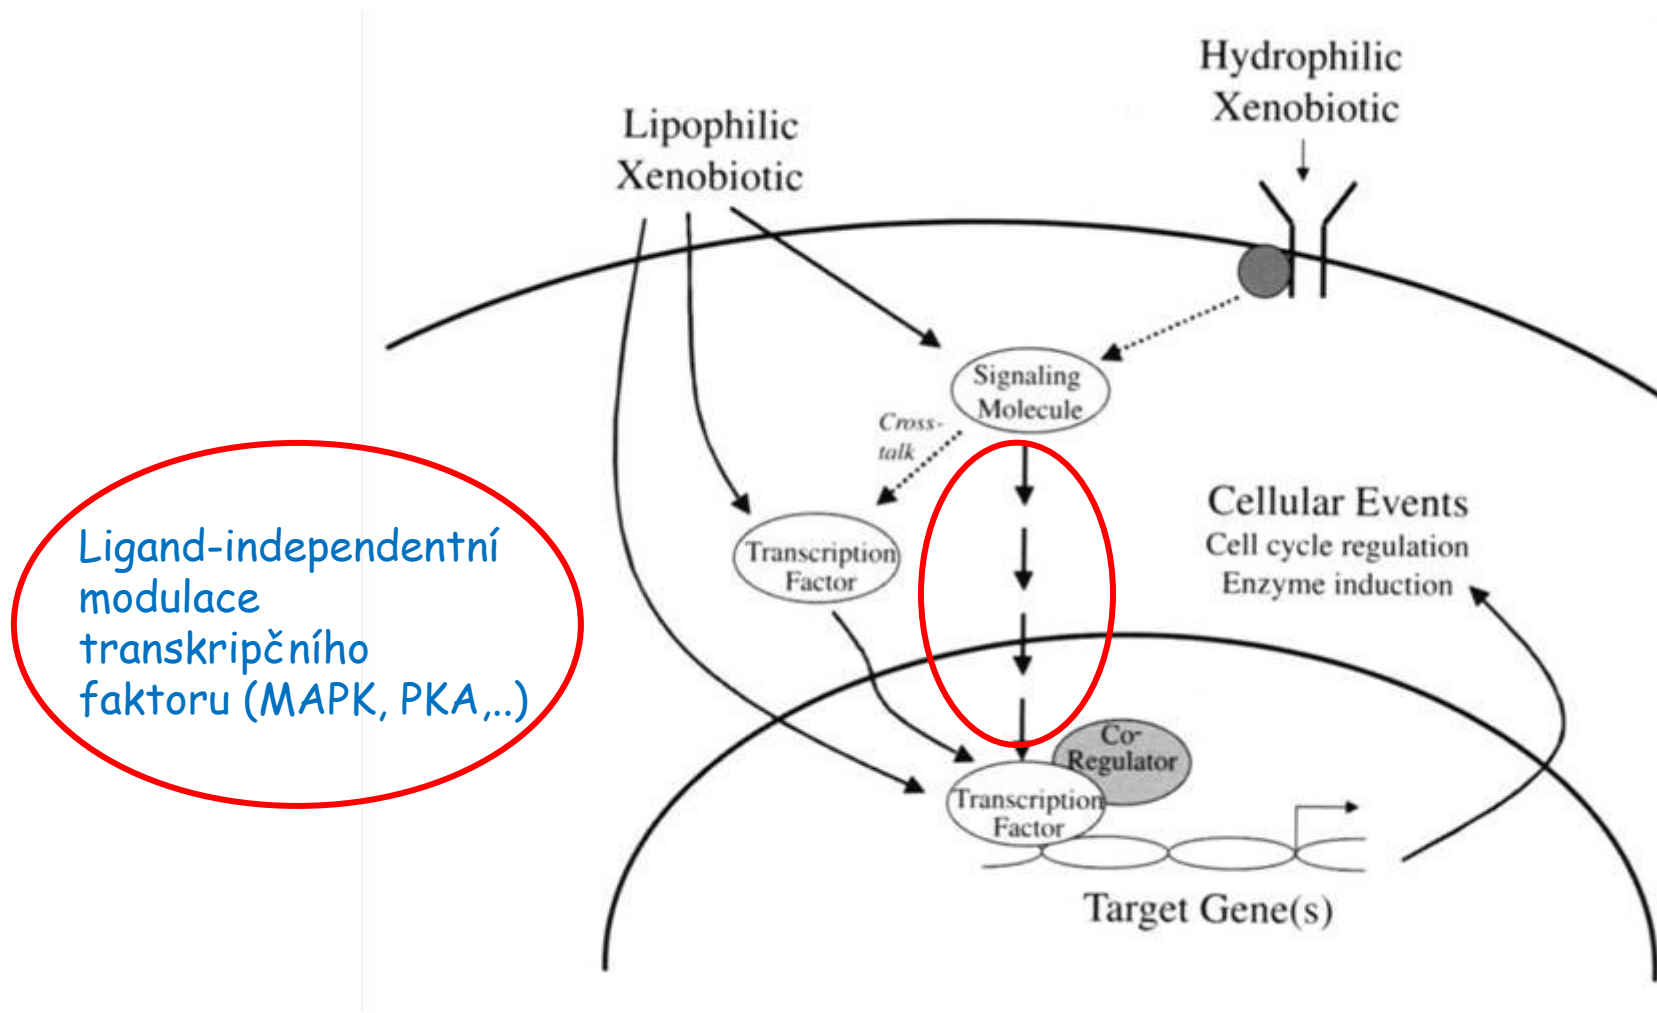 Hydrophilic
Xenobiotic
Lipophilic
Xenobiotic
Signaling
Molecule
Cross-
talk
Transcription
Factor
Cellular Events
Cell cycle regulation
Enzyme induction
Ligand-independentní
modulace
transkripčního
faktoru (MAPK, PKA,..)
Co-
Regulator
Transcription
Factor
Target Gene(s)